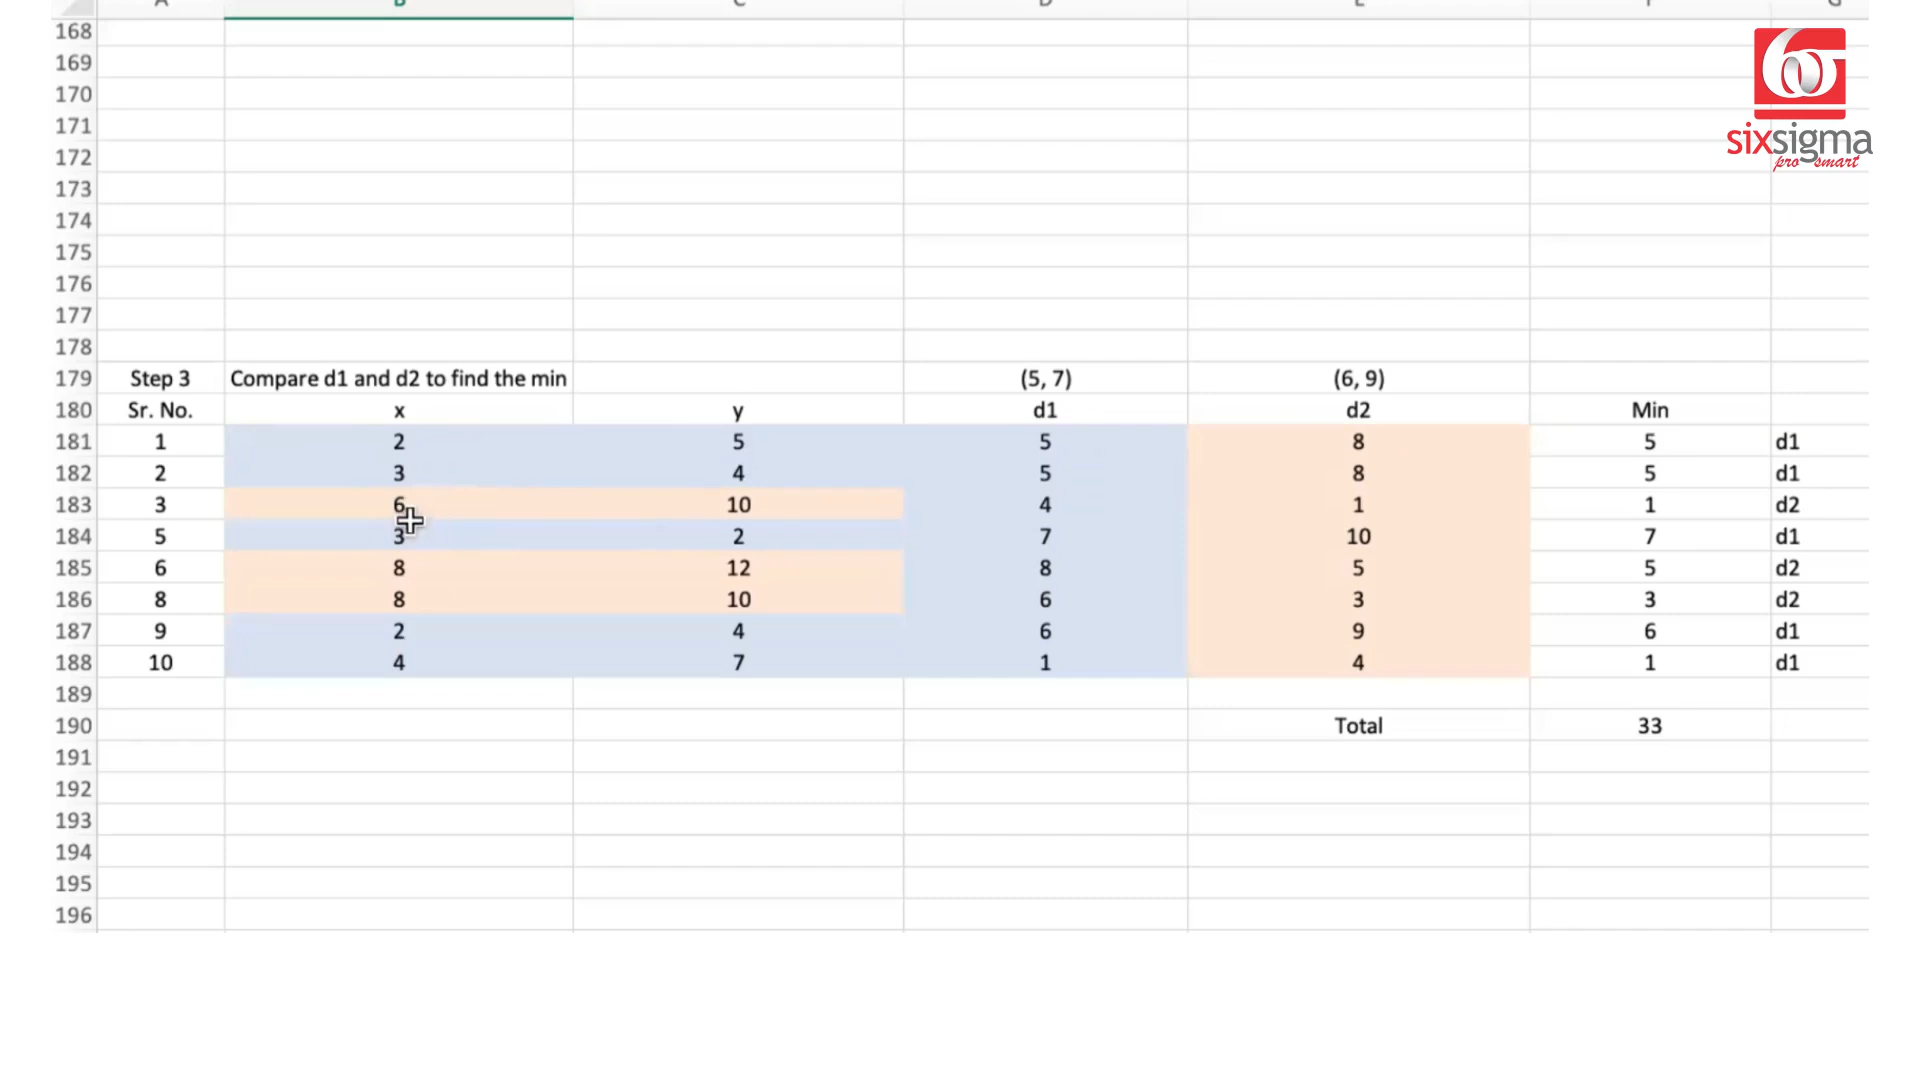 A B C D E F G
168
169
170
171
172
173
174
175
176
177
178
179 Step 3 Compare d1 and d2 to find the min (5, 7) (6, 9)
180 Sr. No. x y d1 d2 Min
181 1 2 5 5 8 5 d1
182 2 3 4 5 8 5 d1
183 3 6 10 4 1 1 d2
184 5 3 2 7 10 7 d1
185 6 8 12 8 5 5 d2
186 8 8 10 6 3 3 d2
187 9 2 4 6 9 6 d1
188 10 4 7 1 4 1 d1
189
190 Total 33
191
192
193
194
195
196
6σ
sixsigma
pro smart